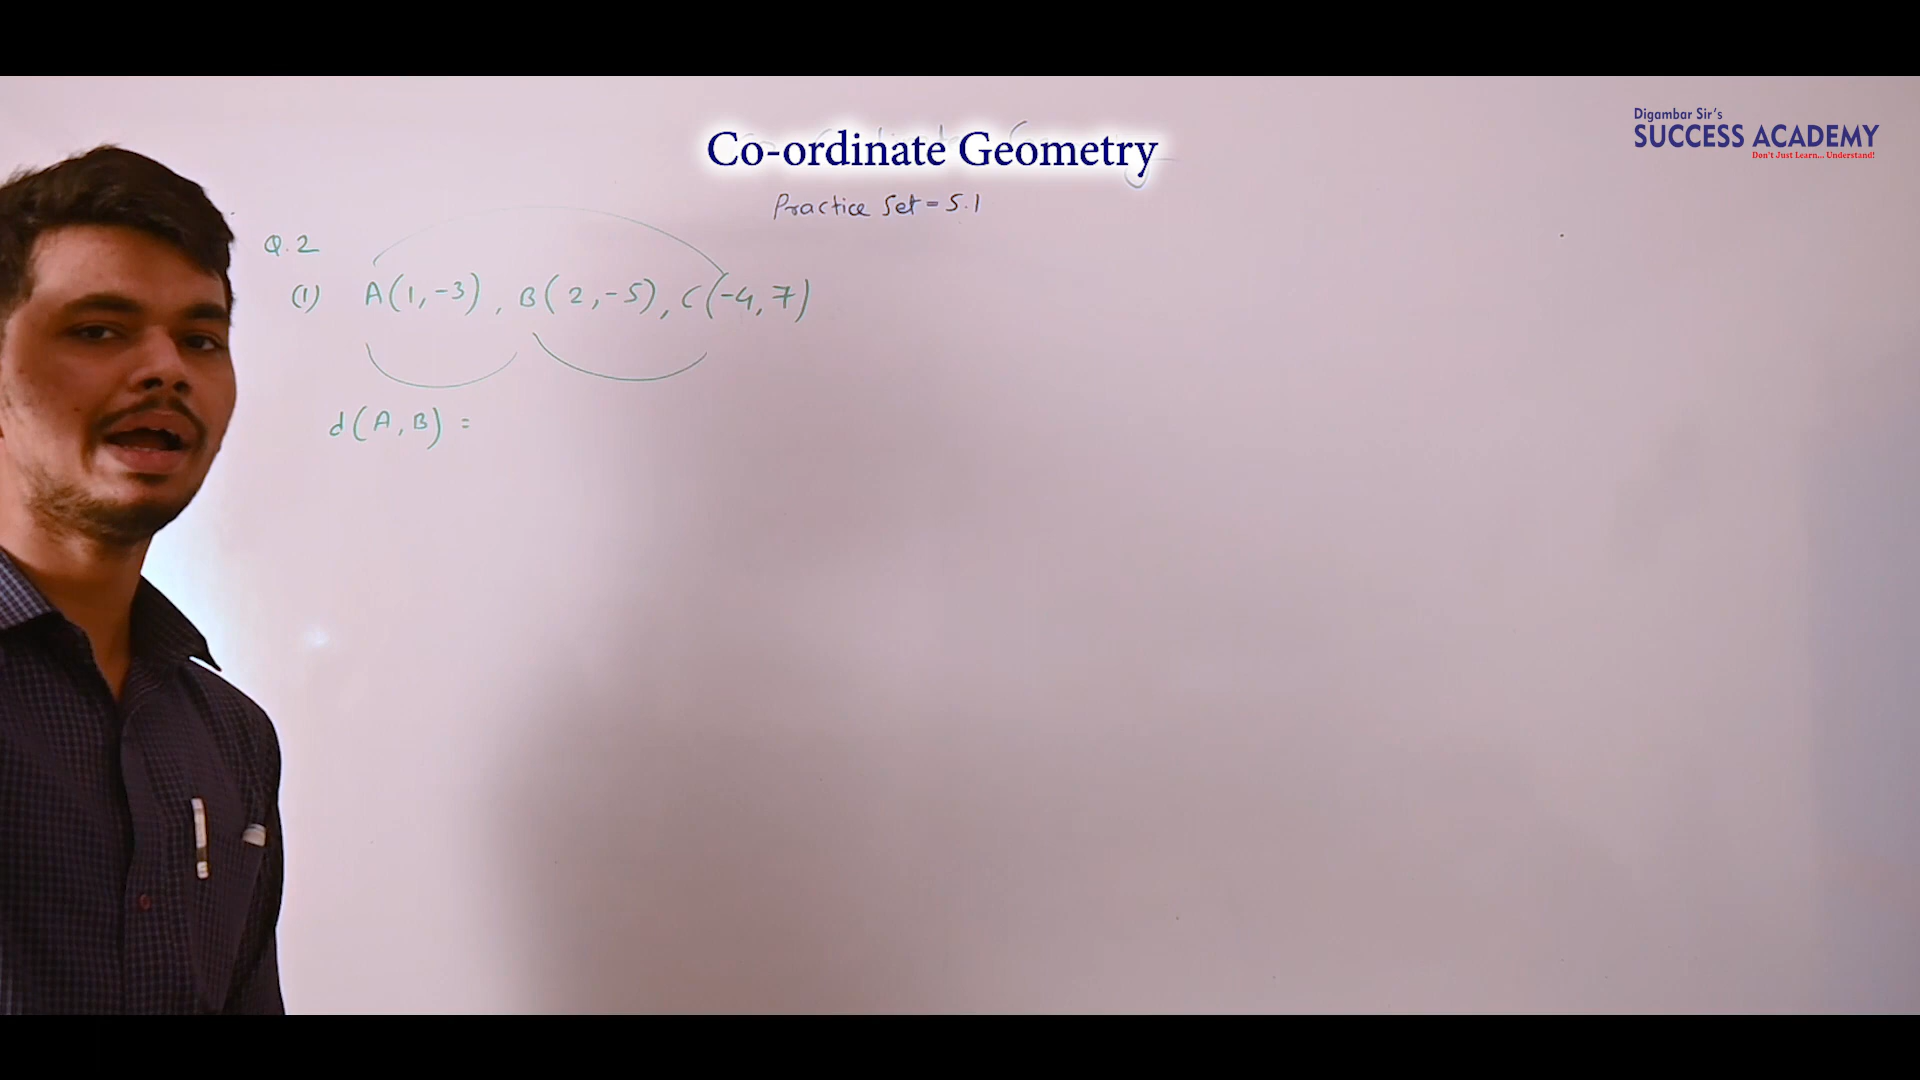 Digambar Sir's
SUCCESS ACADEMY
Don't Just Learn... Understand!
Co-ordinate Geometry
Practice Set = 5.1
Q.2
(1) A(1,-3), B(2,-5), C(-4,7)
d(A,B) =